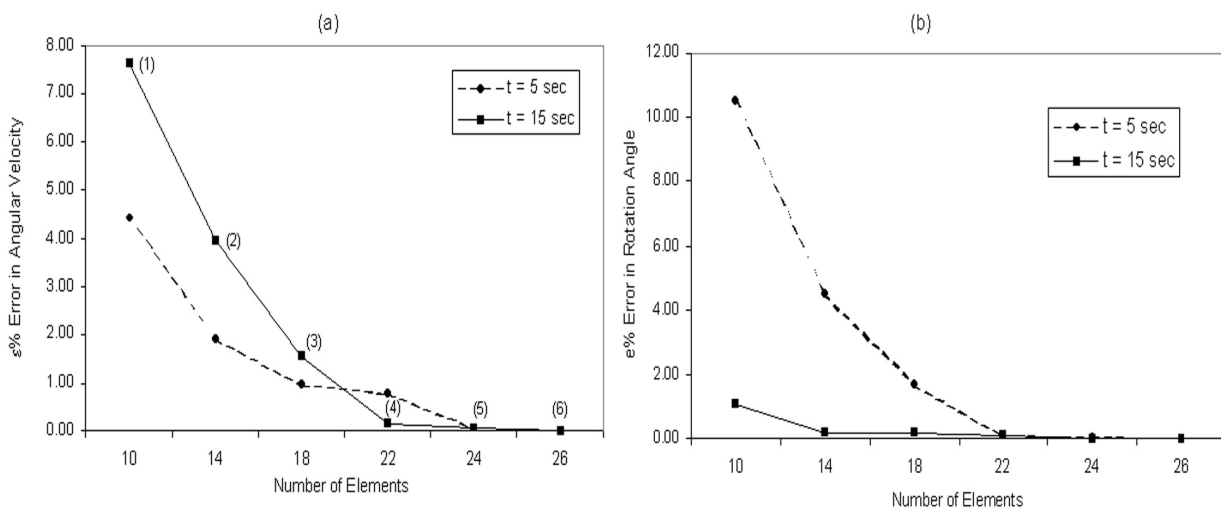 (a)
8.00
7.00
6.00
5.00
4.00
3.00
2.00
1.00
0.00
ε% Error in Angular Velocity
(1)
(2)
(3)
(4)
(5)
(6)
t = 5 sec
t = 15 sec
10 14 18 22 24 26
Number of Elements
(b)
12.00
10.00
8.00
6.00
4.00
2.00
0.00
e% Error in Rotation Angle
t = 5 sec
t = 15 sec
10 14 18 22 24 26
Number of Elements